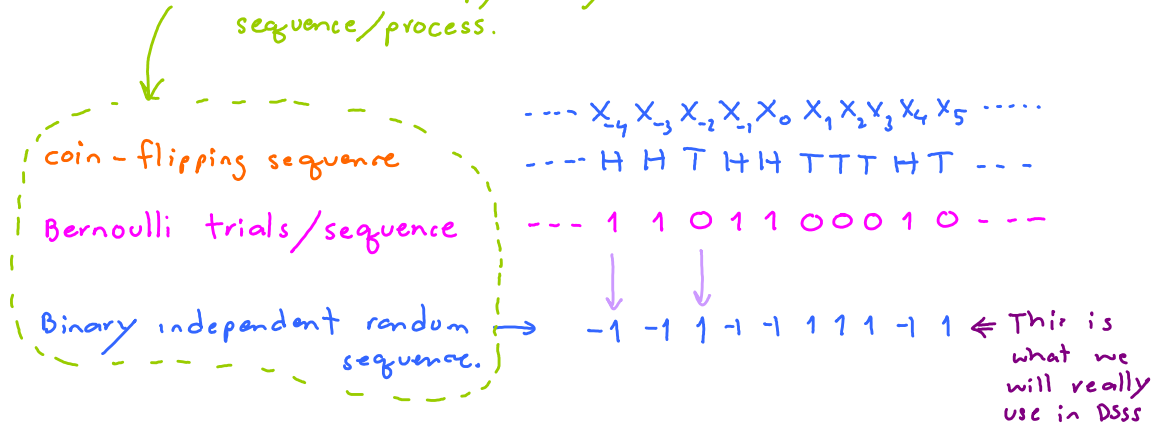 sequence/process.
---- X₋₄ X₋₃ X₋₂ X₋₁ X₀ X₁ X₂ X₃ X₄ X₅ .....
coin-flipping sequence ---- H H T H H T T T H T ---
Bernoulli trials/sequence --- 1 1 0 1 1 0 0 0 1 0 ---
Binary independent random → -1 -1 1 -1 -1 1 1 1 -1 1 ← This is
sequence.
what we
will really
use in DSSS